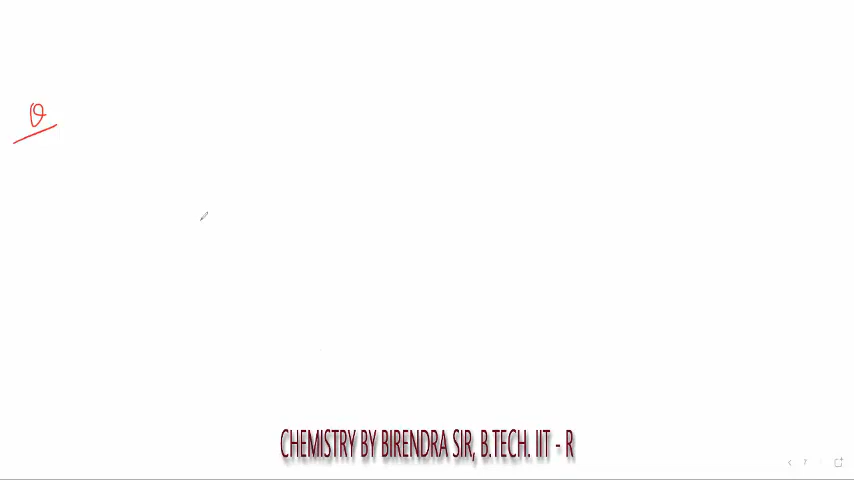 Q
CHEMISTRY BY BIRENDRA SIR, B.TECH. IIT - R